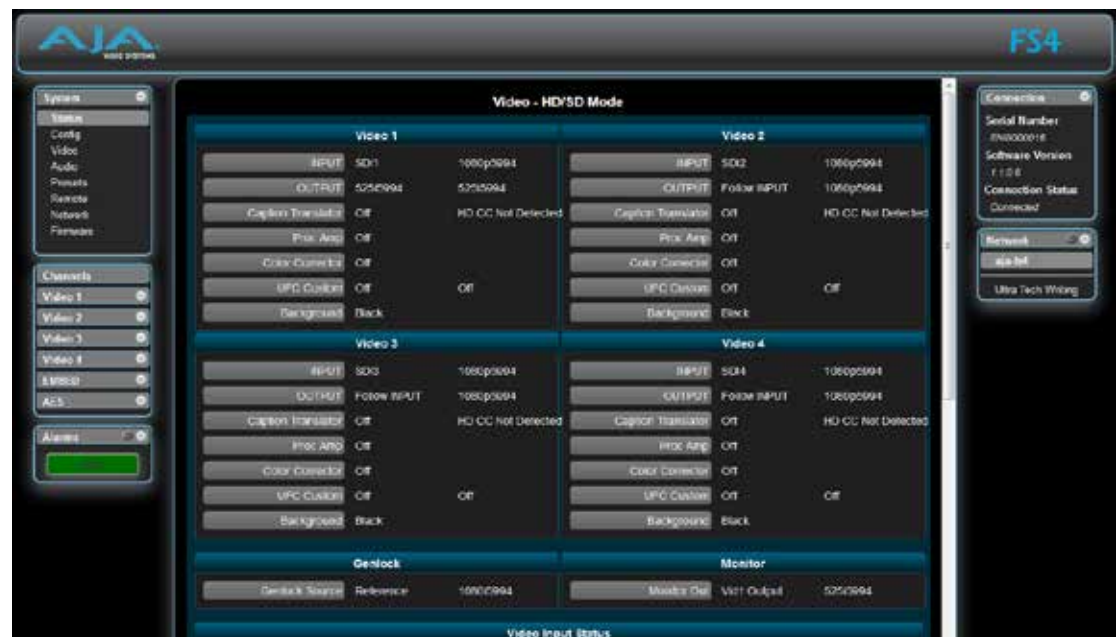 AJA
VIDEO SYSTEMS
FS4
System
Status
Config
Video
Audio
Presets
Remote
Network
Firmware
Channels
Video 1
Video 2
Video 3
Video 4
EMBED
AES
Alarms
Video - HD/SD Mode
Video 1
INPUT SDI1 1080p5994
OUTPUT 525i5994 525i5994
Caption Translator Off HD CC Not Detected
Proc Amp Off
Color Corrector Off
UFC Custom Off Off
Background Black
Video 2
INPUT SDI2 1080p5994
OUTPUT Follow INPUT 1080p5994
Caption Translator Off HD CC Not Detected
Proc Amp Off
Color Corrector Off
UFC Custom Off Off
Background Black
Video 3
INPUT SDI3 1080p5994
OUTPUT Follow INPUT 1080p5994
Caption Translator Off HD CC Not Detected
Proc Amp Off
Color Corrector Off
UFC Custom Off Off
Background Black
Video 4
INPUT SDI4 1080p5994
OUTPUT Follow INPUT 1080p5994
Caption Translator Off HD CC Not Detected
Proc Amp Off
Color Corrector Off
UFC Custom Off Off
Background Black
Genlock
Genlock Source Reference
Monitor
Monitor Out Vid1 Output 525i5994
Video Input Status
Connection
Serial Number
Software Version
Connection Status
Connected
Network
aja-fs4
Ultra Tech Writing